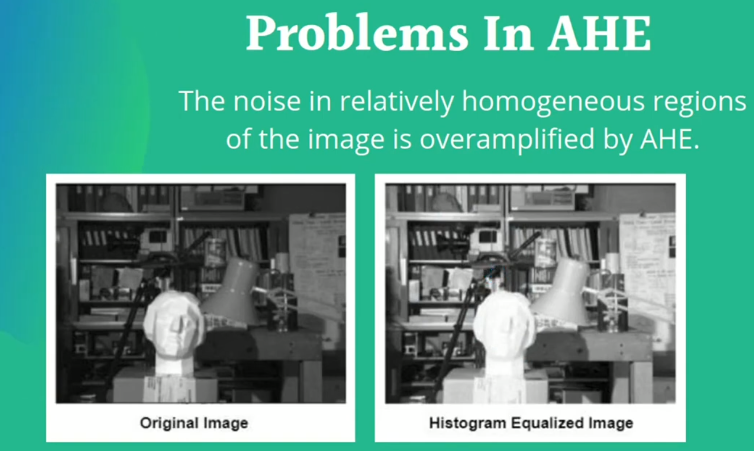 Problems In AHE
The noise in relatively homogeneous regions
of the image is overamplified by AHE.
Original Image
Histogram Equalized Image